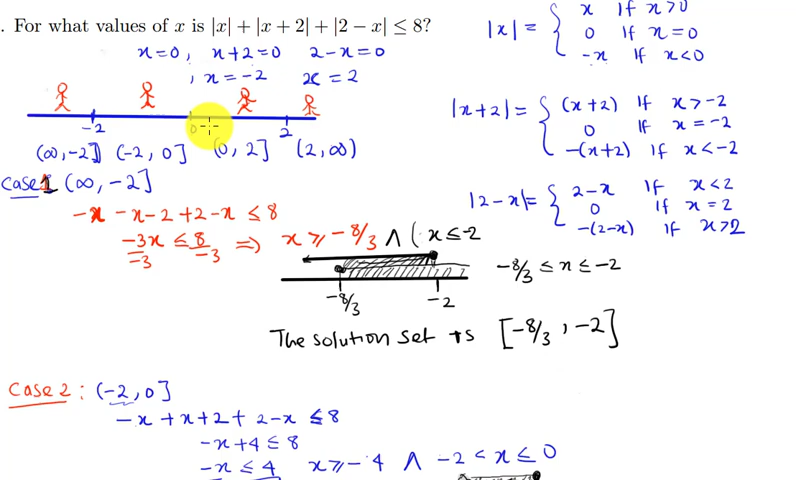 . For what values of x is |x| + |x + 2| + |2 − x| ≤ 8?
x=0, x+2=0 2-x=0
x=-2 x=2
-2 0 2
(∞,-2] (-2, 0] (0, 2] (2,∞)
|x|= { x If x>0
0 If x=0
-x If x<0
|x+2|= { (x+2) If x>-2
0 If x=-2
-(x+2) If x<-2
|2-x|= { 2-x If x<2
0 If x=2
-(2-x) If x>2
Case 1 (∞,-2]
-x -x-2+2-x ≤ 8
-3x ≤ 8 ⇒ x ≥ -8/3 ∧ ( x ≤ -2
-3 -3
-8/3 -2
-8/3 ≤ x ≤ -2
The solution set is [-8/3, -2]
Case 2 : (-2, 0]
-x + x+2 + 2-x ≤ 8
-x+4 ≤ 8
-x ≤ 4 x ≥ -4 ∧ -2 < x ≤ 0